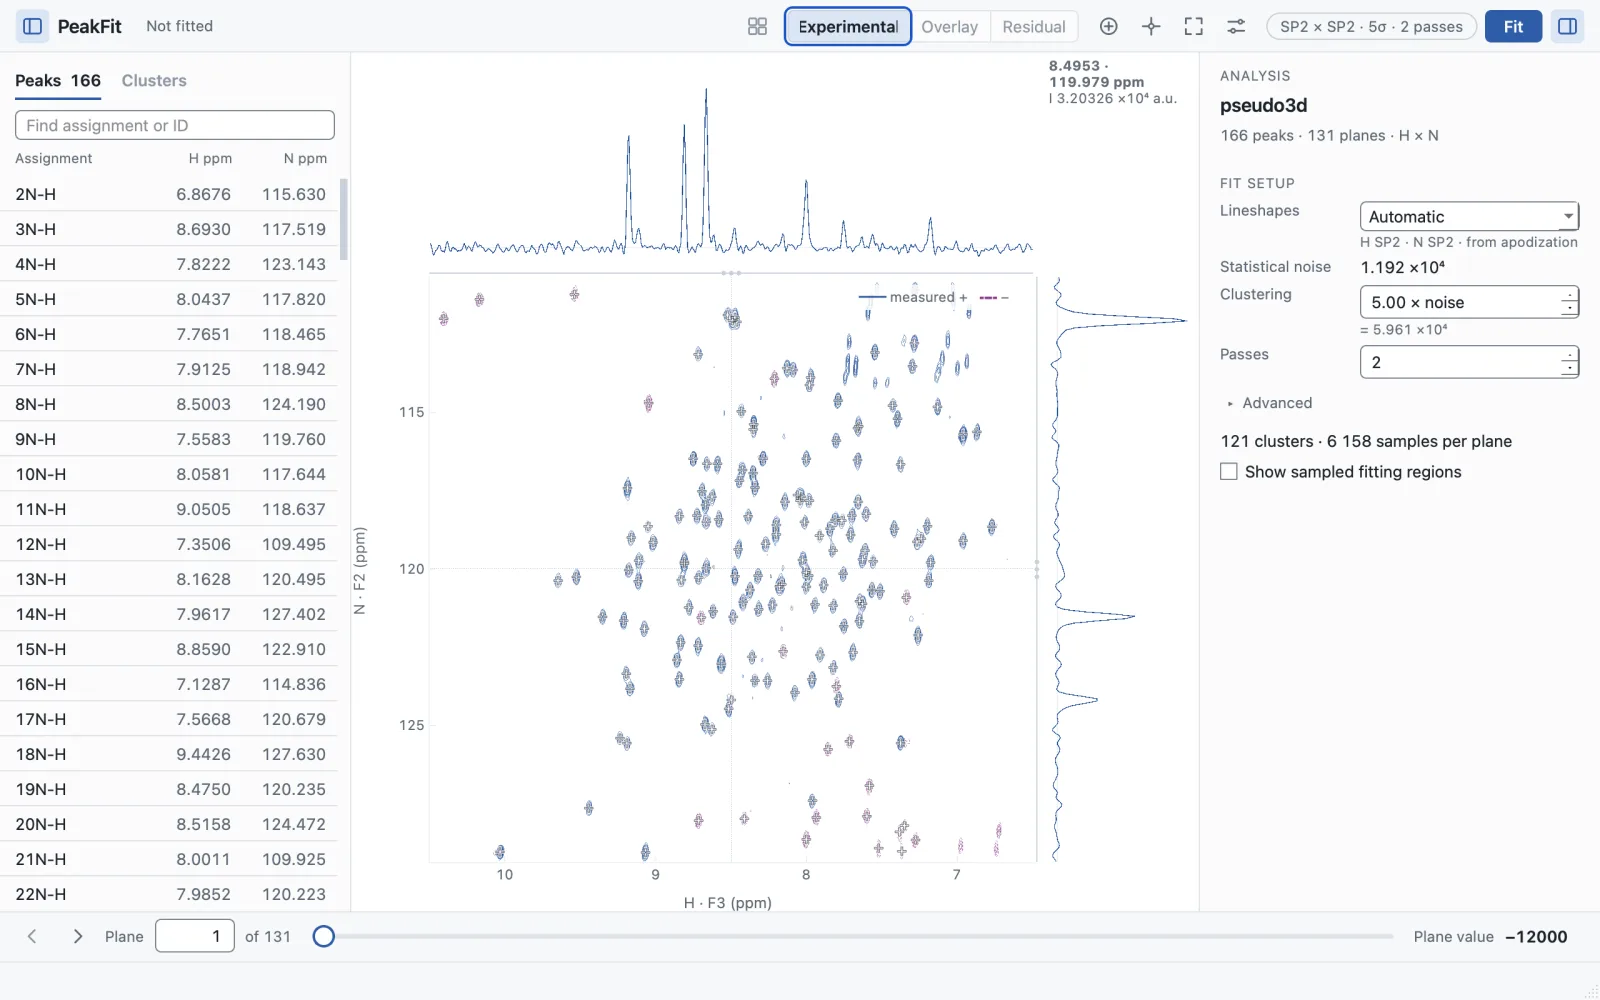 PeakFit
Not fitted
Experimental
Overlay
Residual
SP2 × SP2 · 5σ · 2 passes
Fit
Peaks 166
Clusters
Find assignment or ID
Assignment H ppm N ppm
2N-H 6.8676 115.630
3N-H 8.6930 117.519
4N-H 7.8222 123.143
5N-H 8.0437 117.820
6N-H 7.7651 118.465
7N-H 7.9125 118.942
8N-H 8.5003 124.190
9N-H 7.5583 119.760
10N-H 8.0581 117.644
11N-H 9.0505 118.637
12N-H 7.3506 109.495
13N-H 8.1628 120.495
14N-H 7.9617 127.402
15N-H 8.8590 122.910
16N-H 7.1287 114.836
17N-H 7.5668 120.679
18N-H 9.4426 127.630
19N-H 8.4750 120.235
20N-H 8.5158 124.472
21N-H 8.0011 109.925
22N-H 7.9852 120.223
8.4953 ·
119.979 ppm
I 3.20326 ×10⁴ a.u.
measured + −
115
120
125
N · F2 (ppm)
10 9 8 7
H · F3 (ppm)
ANALYSIS
pseudo3d
166 peaks · 131 planes · H × N
FIT SETUP
Lineshapes Automatic
H SP2 · N SP2 · from apodization
Statistical noise 1.192 ×10⁴
Clustering 5.00 × noise
= 5.961 ×10⁴
Passes 2
Advanced
121 clusters · 6 158 samples per plane
Show sampled fitting regions
Plane 1 of 131
Plane value −12000